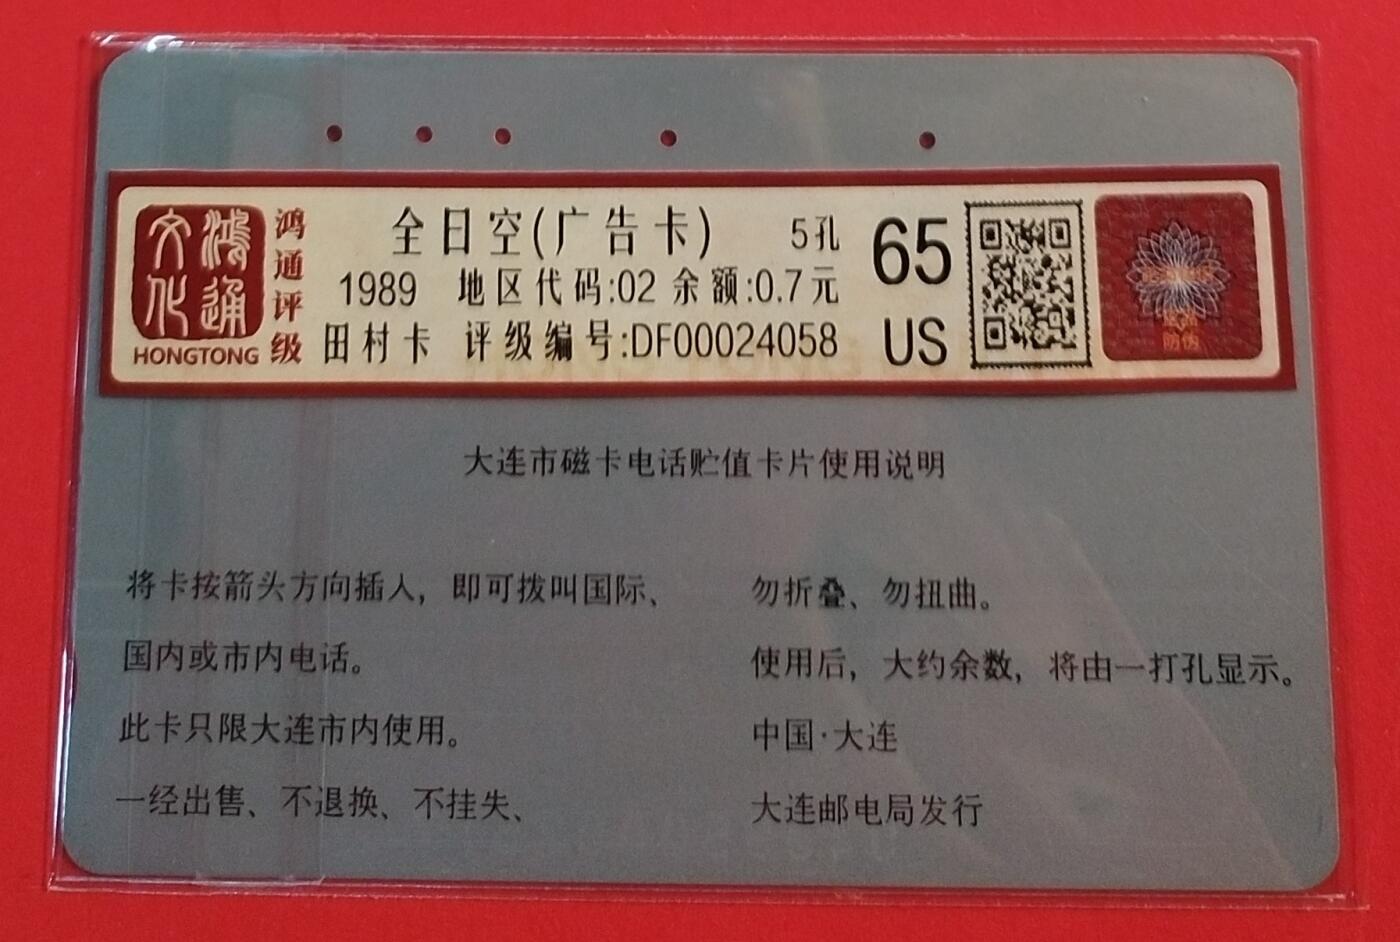 鸿通
文化
HONGTONG
鸿通评级
全日空(广告卡) 5孔
1989 地区代码:02 余额:0.7元
田村卡 评级编号:DF00024058
65
US
防伪
大连市磁卡电话贮值卡片使用说明
将卡按箭头方向插入，即可拨叫国际、
国内或市内电话。
此卡只限大连市内使用。
一经出售、不退换、不挂失、
勿折叠、勿扭曲。
使用后，大约余数，将由一打孔显示。
中国·大连
大连邮电局发行